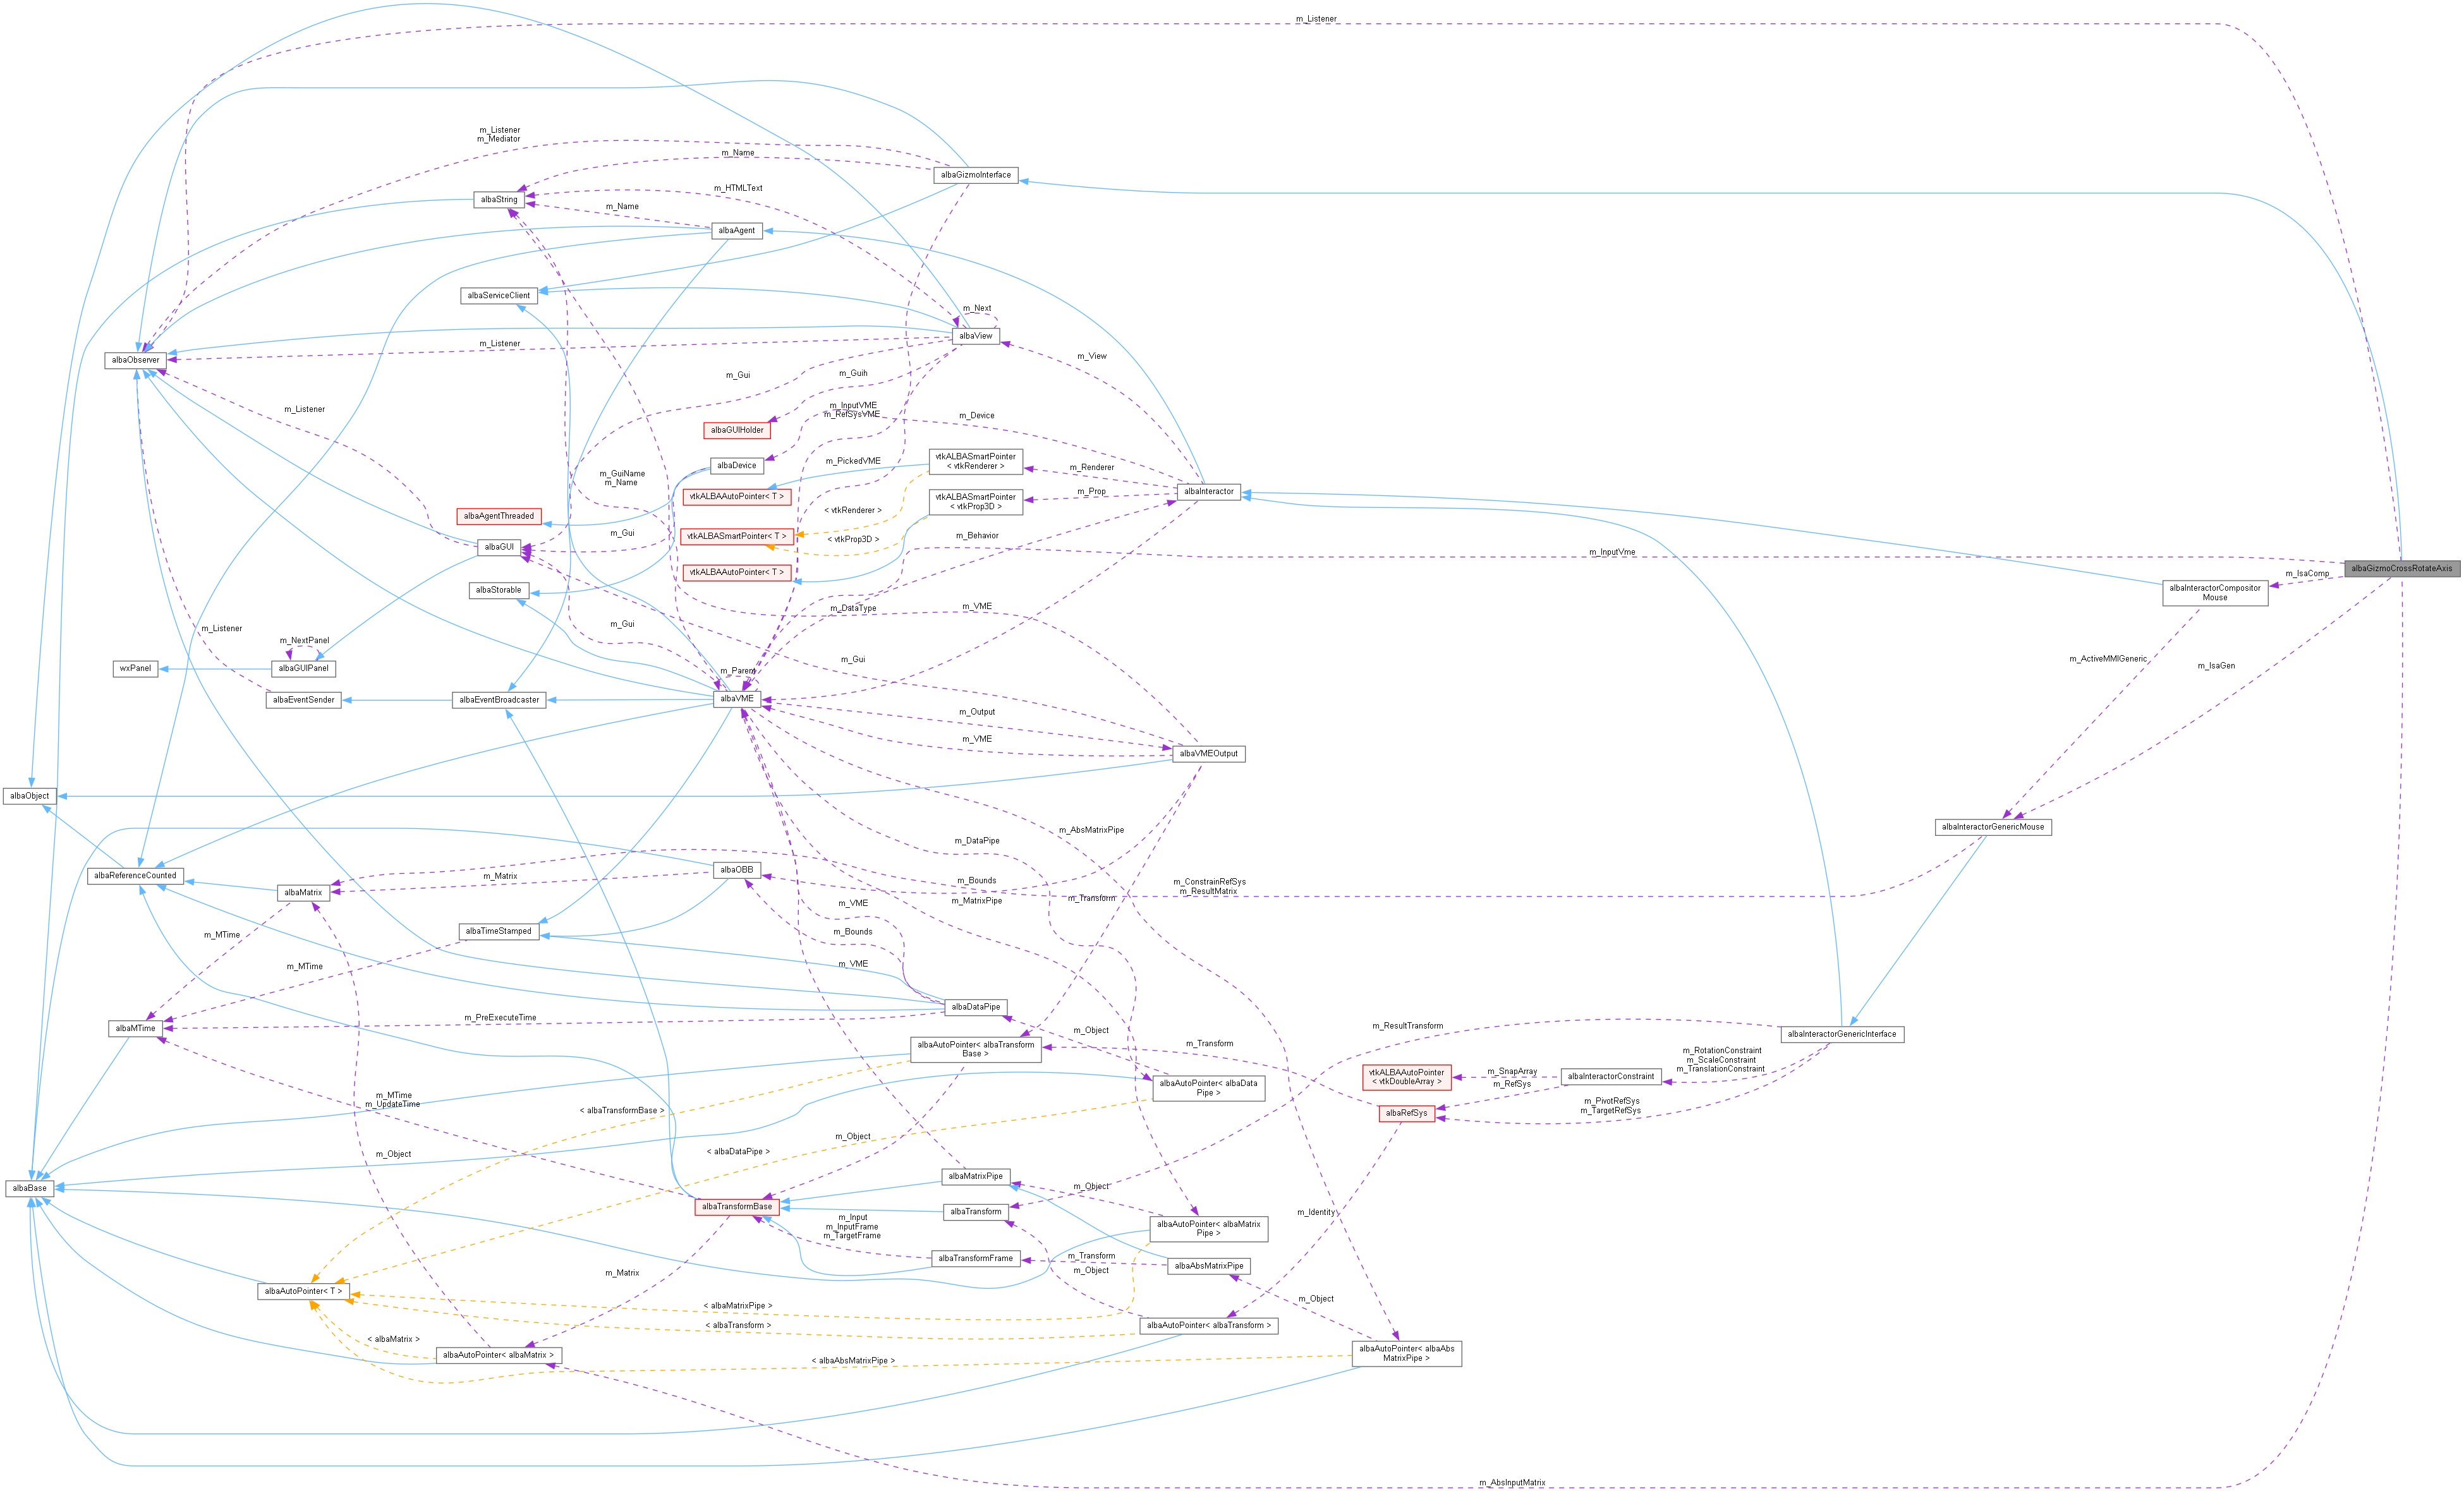 m_Listener
m_Listener
m_Mediator
m_Name
albaGizmoInterface
m_HTMLText
albaString
m_Name
albaAgent
albaServiceClient
m_Next
albaView
m_View
m_Listener
albaObserver
m_Gui
m_Guih
m_Listener
m_InputVME
m_RefSysVME
m_Device
albaGUIHolder
m_GuiName
m_Name
albaDevice
m_PickedVME
vtkALBASmartPointer
< vtkRenderer >
m_Renderer
vtkALBAAutoPointer< T >
albaInteractor
m_Prop
vtkALBASmartPointer
< vtkProp3D >
< vtkRenderer >
albaAgentThreaded
vtkALBASmartPointer< T >
m_Gui
< vtkProp3D >
m_Behavior
albaGUI
m_InputVme
albaGizmoCrossRotateAxis
vtkALBAAutoPointer< T >
m_IsaComp
albaStorable
albaInteractorCompositor
Mouse
m_DataType
m_VME
m_Gui
m_Listener
m_NextPanel
wxPanel
albaGUIPanel
m_Gui
m_ActiveMMIGeneric
m_IsaGen
m_Parent
albaEventSender
albaEventBroadcaster
albaVME
m_Output
m_VME
albaVMEOutput
albaObject
m_AbsMatrixPipe
albaInteractorGenericMouse
m_DataPipe
albaReferenceCounted
m_Matrix
albaOBB
albaMatrix
m_Bounds
m_ConstrainRefSys
m_ResultMatrix
m_VME
m_MatrixPipe
m_Transform
m_MTime
albaTimeStamped
m_Bounds
m_MTime
m_VME
albaDataPipe
m_PreExecuteTime
albaMTime
m_Object
m_ResultTransform
albaInteractorGenericInterface
albaAutoPointer< albaTransform
Base >
m_Transform
m_RotationConstraint
m_ScaleConstraint
m_TranslationConstraint
vtkALBAAutoPointer
< vtkDoubleArray >
m_SnapArray
albaInteractorConstraint
m_RefSys
albaAutoPointer< albaData
Pipe >
m_MTime
m_UpdateTime
< albaTransformBase >
albaRefSys
m_PivotRefSys
m_TargetRefSys
m_Object
m_Object
< albaDataPipe >
albaMatrixPipe
m_Object
albaBase
albaTransformBase
albaTransform
m_Identity
m_Input
m_InputFrame
m_TargetFrame
albaAutoPointer< albaMatrix
Pipe >
albaTransformFrame
m_Transform
albaAbsMatrixPipe
m_Matrix
m_Object
albaAutoPointer< T >
< albaMatrixPipe >
m_Object
< albaTransform >
albaAutoPointer< albaTransform >
< albaMatrix >
albaAutoPointer< albaMatrix >
< albaAbsMatrixPipe >
albaAutoPointer< albaAbs
MatrixPipe >
m_AbsInputMatrix